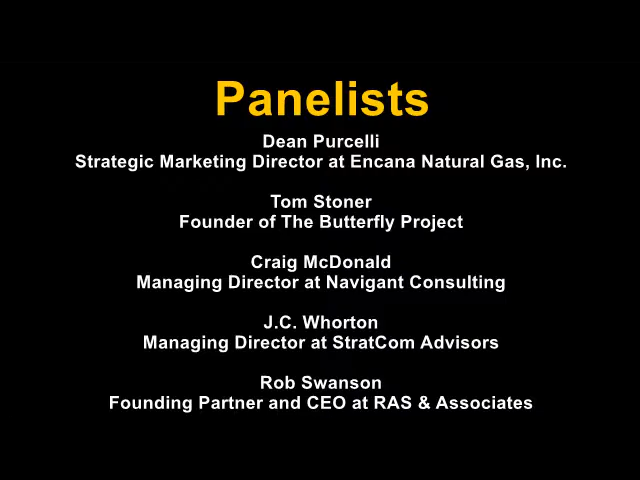 Panelists
Dean Purcelli
Strategic Marketing Director at Encana Natural Gas, Inc.
Tom Stoner
Founder of The Butterfly Project
Craig McDonald
Managing Director at Navigant Consulting
J.C. Whorton
Managing Director at StratCom Advisors
Rob Swanson
Founding Partner and CEO at RAS & Associates